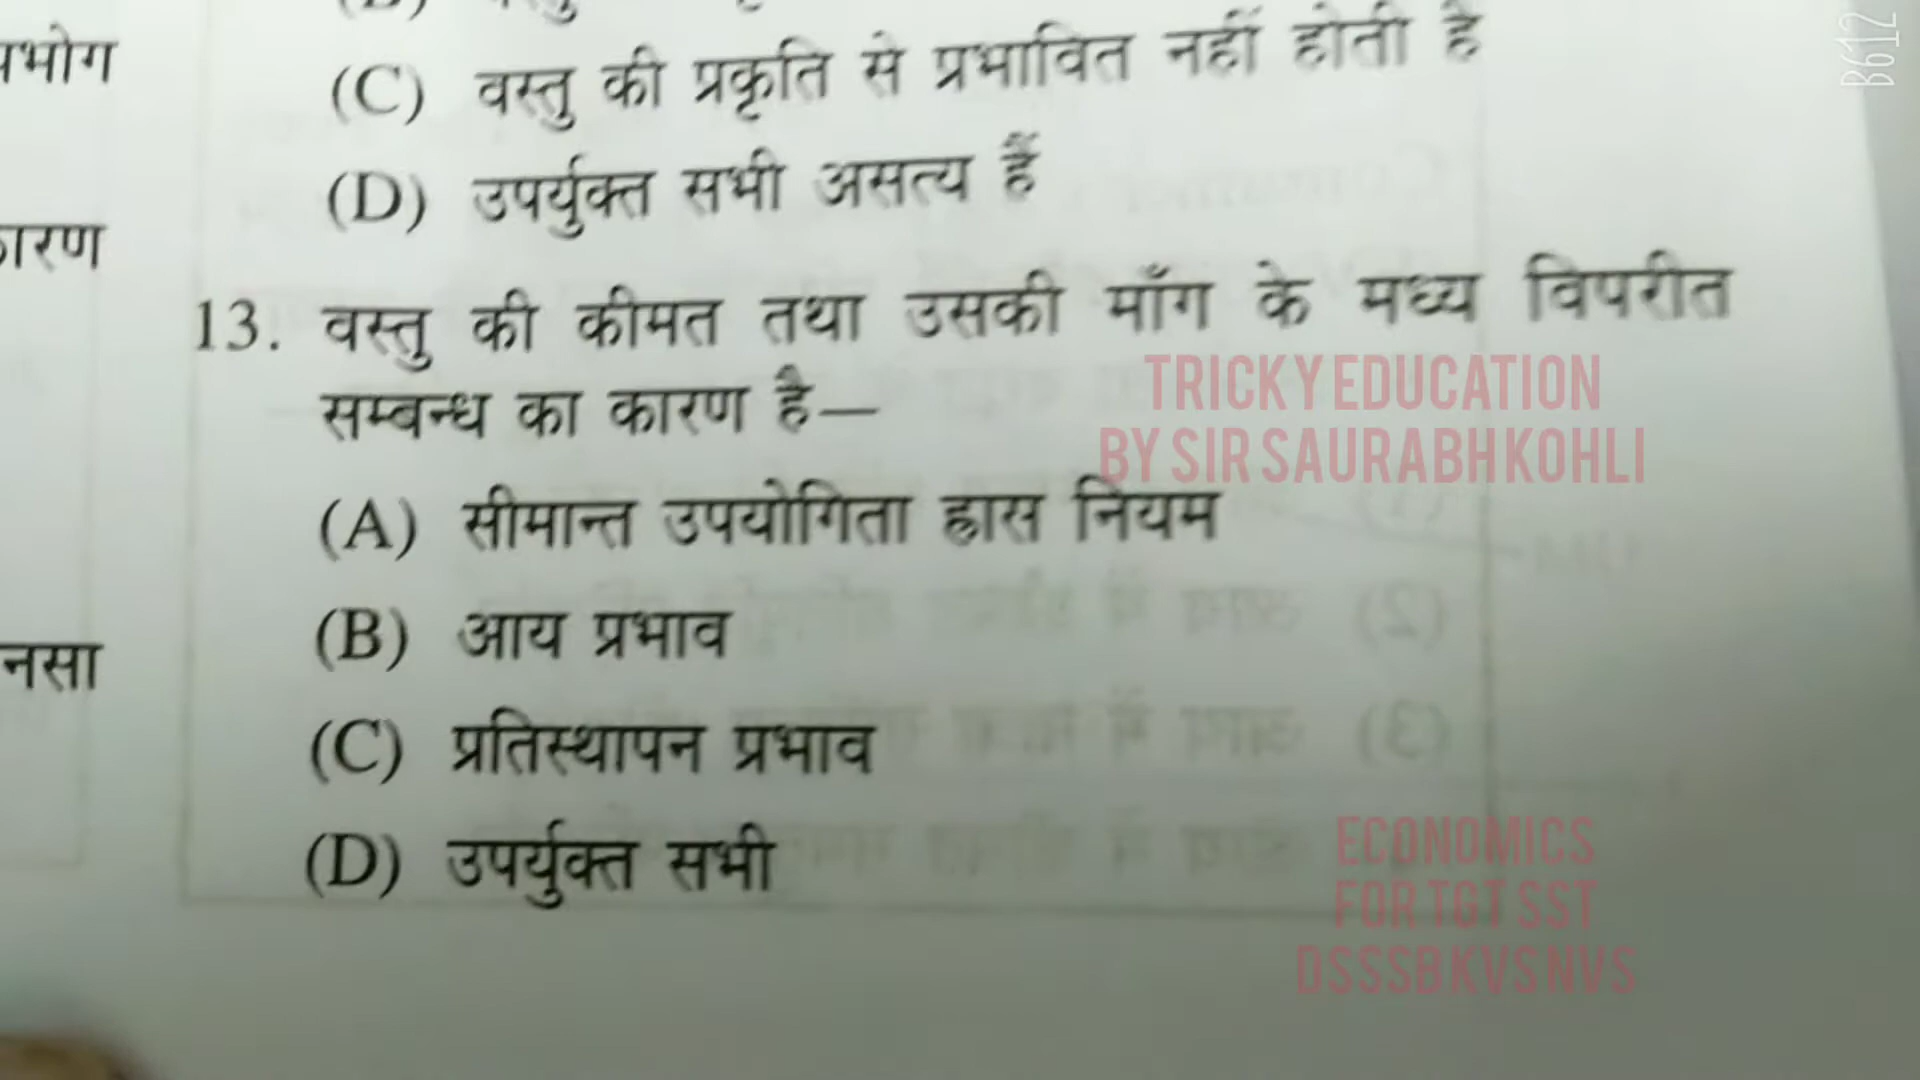 (C) वस्तु की प्रकृति से प्रभावित नहीं होती है
(D) उपर्युक्त सभी असत्य हैं
13. वस्तु की कीमत तथा उसकी माँग के मध्य विपरीत
सम्बन्ध का कारण है—
(A) सीमान्त उपयोगिता ह्रास नियम
(B) आय प्रभाव
(C) प्रतिस्थापन प्रभाव
(D) उपर्युक्त सभी
TRICKY EDUCATION
BY SIR SAURABH KOHLI
ECONOMICS
FOR TGT SST
DSSSB KVS NVS
B612